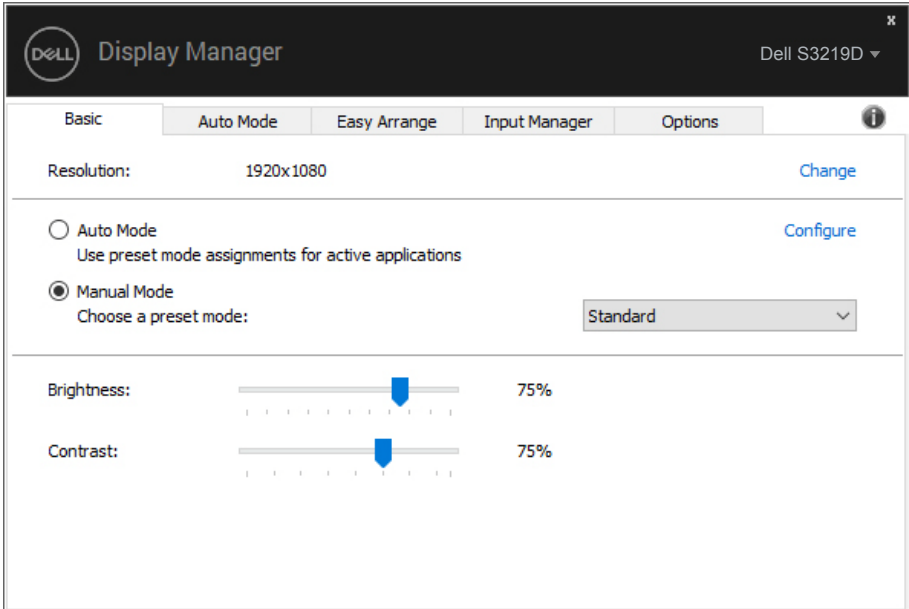 x
DELL Display Manager
Dell S3219D
Basic Auto Mode Easy Arrange Input Manager Options i
Resolution: 1920x1080 Change
Auto Mode Configure
Use preset mode assignments for active applications
Manual Mode
Choose a preset mode: Standard
Brightness: 75%
Contrast: 75%